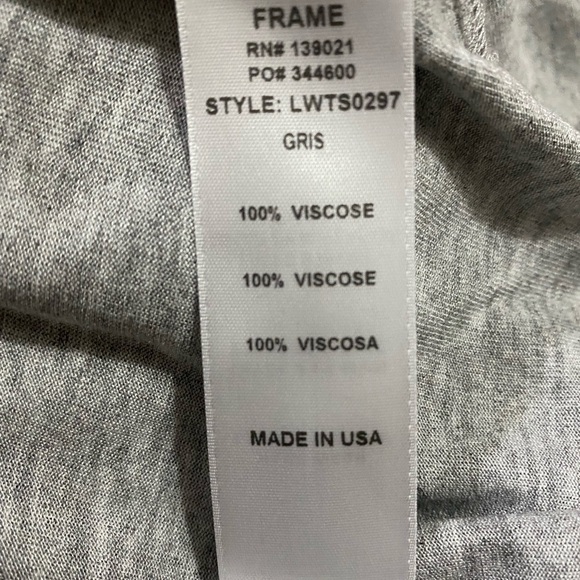 FRAME
RN# 139021
PO# 344600
STYLE: LWTS0297
GRIS
100% VISCOSE
100% VISCOSE
100% VISCOSA
MADE IN USA